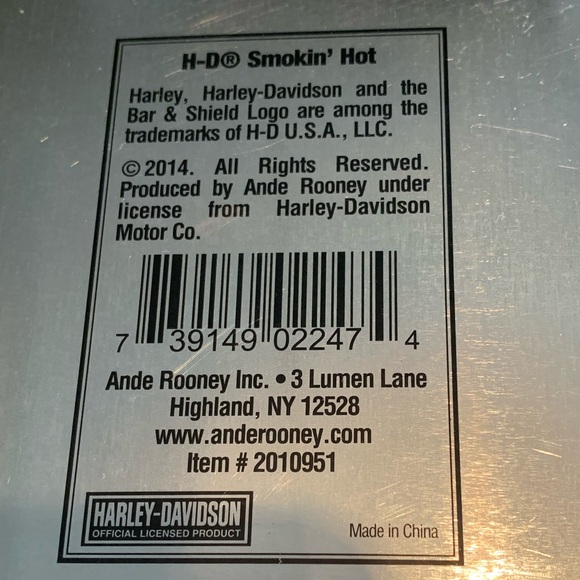 H-D® Smokin' Hot
Harley, Harley-Davidson and the
Bar & Shield Logo are among the
trademarks of H-D U.S.A., LLC.
© 2014. All Rights Reserved.
Produced by Ande Rooney under
license from Harley-Davidson
Motor Co.
7 39149 02247 4
Ande Rooney Inc. • 3 Lumen Lane
Highland, NY 12528
www.anderooney.com
Item # 2010951
HARLEY-DAVIDSON
OFFICIAL LICENSED PRODUCT
Made in China